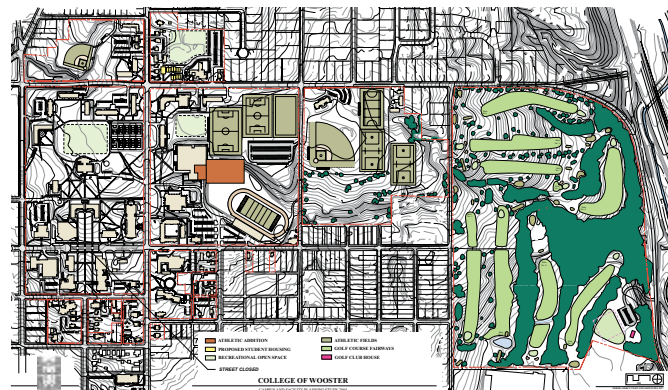 ATHLETIC ADDITION
PROPOSED STUDENT HOUSING
RECREATIONAL OPEN SPACE
STREET CLOSED
ATHLETIC FIELDS
GOLF COURSE FAIRWAYS
GOLF CLUB HOUSE
COLLEGE OF WOOSTER